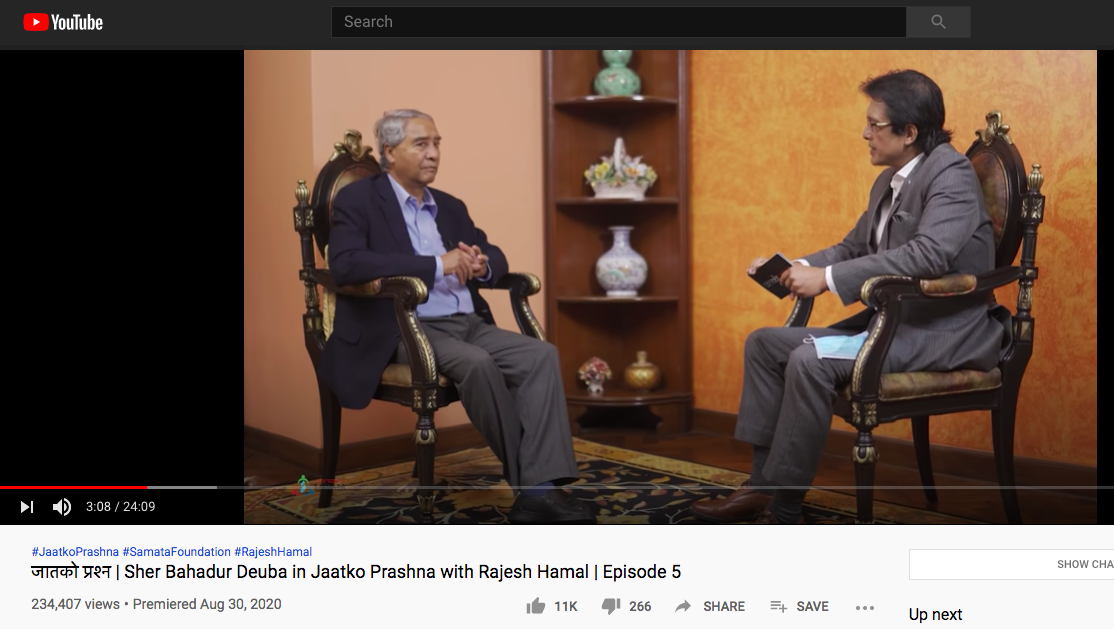 YouTube
Search
3:08 / 24:09
#JaatkoPrashna #SamataFoundation #RajeshHamal
जातको प्रश्न | Sher Bahadur Deuba in Jaatko Prashna with Rajesh Hamal | Episode 5
234,407 views • Premiered Aug 30, 2020
11K
266
SHARE
SAVE
SHOW CHA
Up next